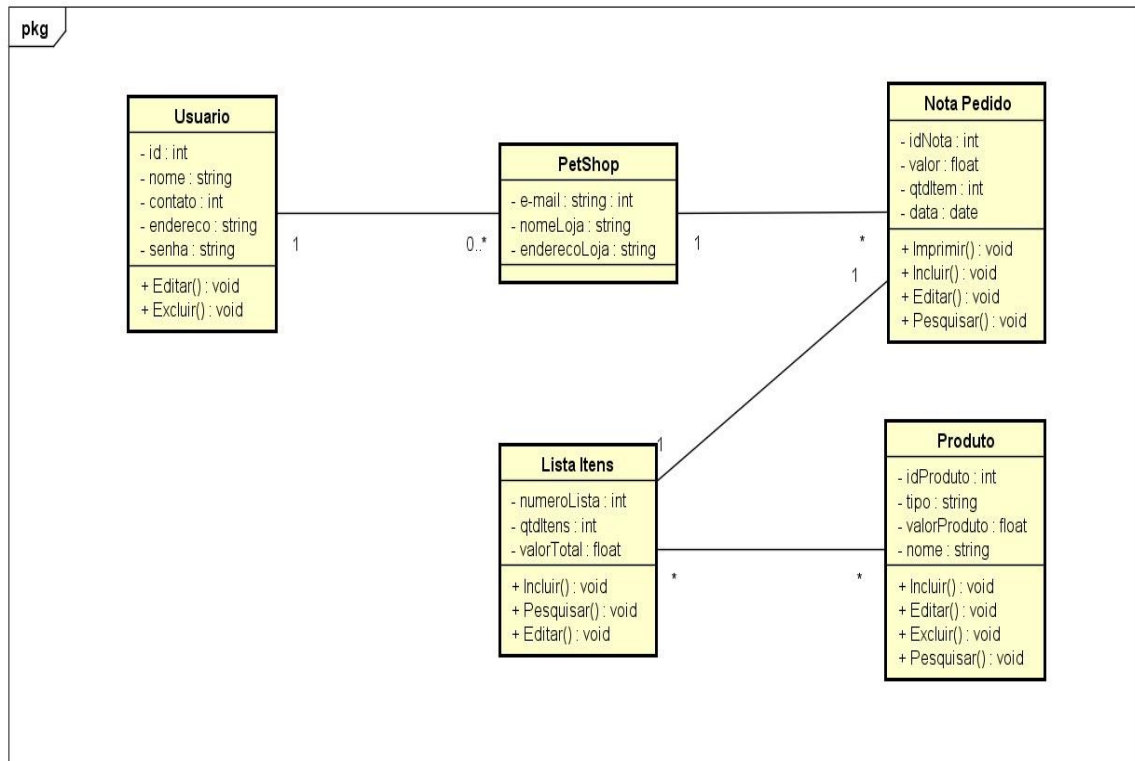 pkg
Usuario
- id : int
- nome : string
- contato : int
- endereco : string
- senha : string
+ Editar() : void
+ Excluir() : void
1
0..*
PetShop
- e-mail : string : int
- nomeLoja : string
- enderecoLoja : string
1
*
Nota Pedido
- idNota : int
- valor : float
- qtdItem : int
- data : date
+ Imprimir() : void
+ Incluir() : void
+ Editar() : void
+ Pesquisar() : void
1
1
Lista Itens
- numeroLista : int
- qtdItens : int
- valorTotal : float
+ Incluir() : void
+ Pesquisar() : void
+ Editar() : void
*
*
Produto
- idProduto : int
- tipo : string
- valorProduto : float
- nome : string
+ Incluir() : void
+ Editar() : void
+ Excluir() : void
+ Pesquisar() : void